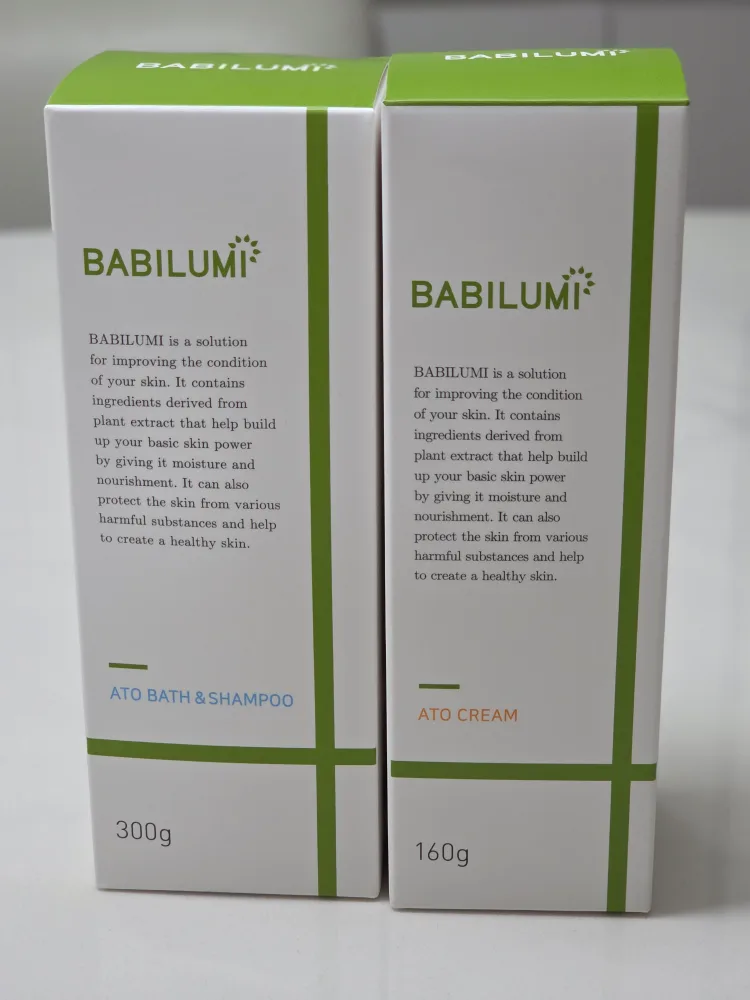 BABILUMI
BABILUMI
BABILUMI is a solution
for improving the condition
of your skin. It contains
ingredients derived from
plant extract that help build
up your basic skin power
by giving it moisture and
nourishment. It can also
protect the skin from various
harmful substances and help
to create a healthy skin.
ATO BATH & SHAMPOO
300g
BABILUMI
BABILUMI
BABILUMI is a solution
for improving the condition
of your skin. It contains
ingredients derived from
plant extract that help build
up your basic skin power
by giving it moisture and
nourishment. It can also
protect the skin from various
harmful substances and help
to create a healthy skin.
ATO CREAM
160g